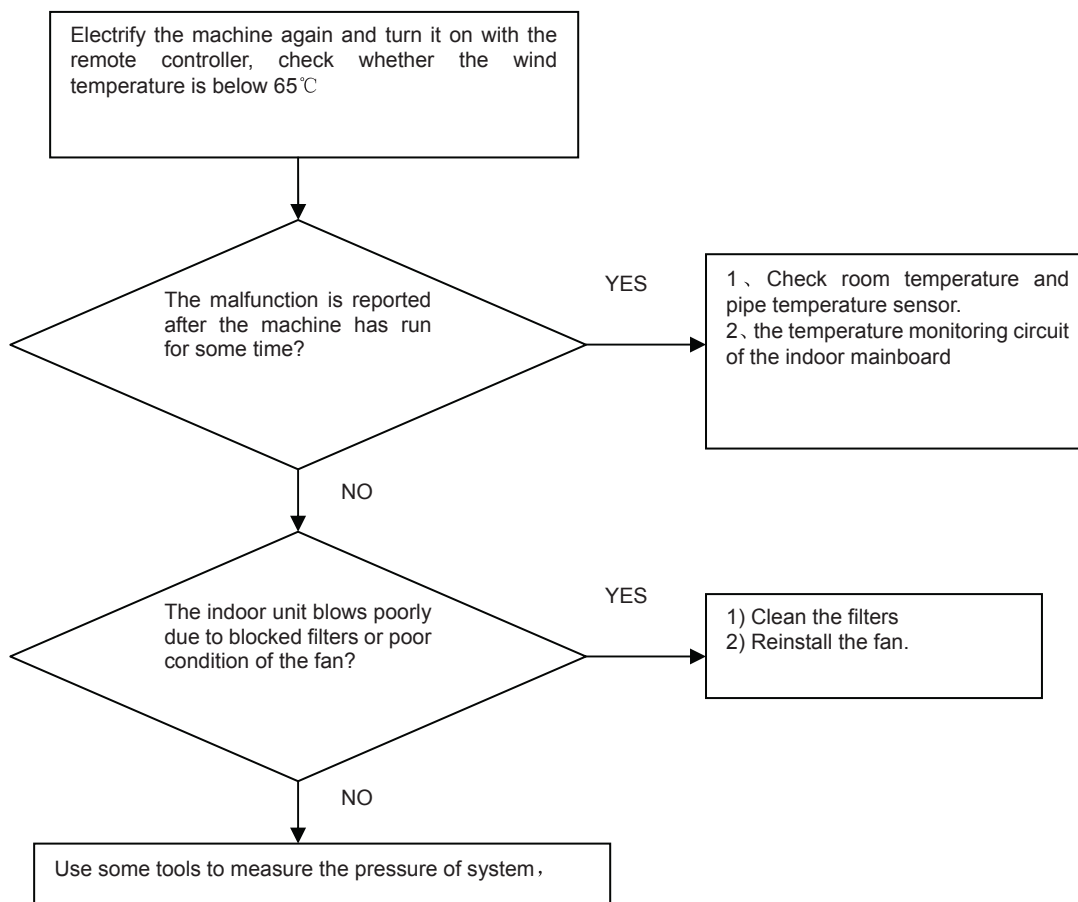 Electrify the machine again and turn it on with the
remote controller, check whether the wind
temperature is below 65℃
The malfunction is reported
after the machine has run
for some time?
YES
1、Check room temperature and
pipe temperature sensor.
2、the temperature monitoring circuit
of the indoor mainboard
NO
The indoor unit blows poorly
due to blocked filters or poor
condition of the fan?
YES
1) Clean the filters
2) Reinstall the fan.
NO
Use some tools to measure the pressure of system，